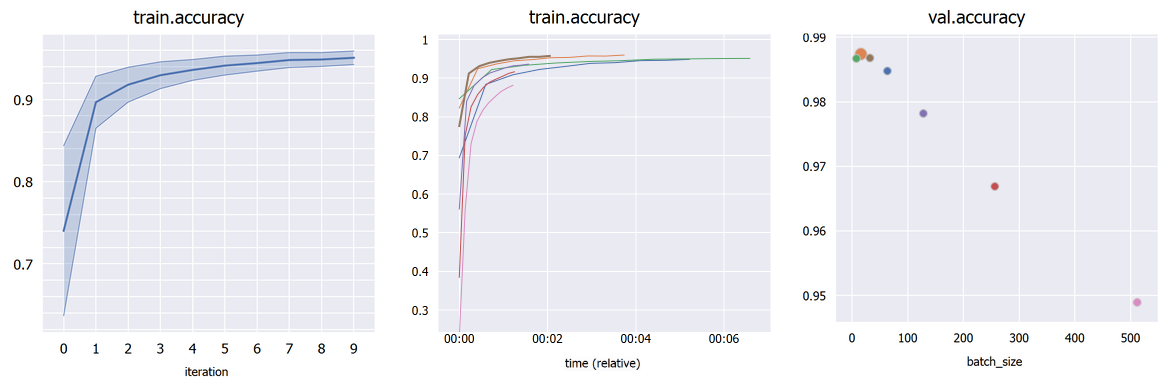 train.accuracy
0.9
0.8
0.7
0 1 2 3 4 5 6 7 8 9
iteration
train.accuracy
1
0.9
0.8
0.7
0.6
0.5
0.4
0.3
00:00 00:02 00:04 00:06
time (relative)
val.accuracy
0.99
0.98
0.97
0.96
0.95
0 100 200 300 400 500
batch_size